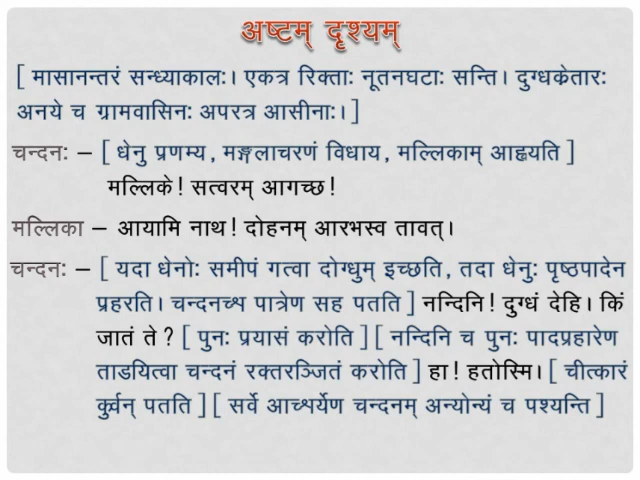 अष्टम् दृश्यम्
[ मासानन्तरं सन्ध्याकालः। एकत्र रिक्ताः नूतनघटाः सन्ति। दुग्धक्रेतारः
अनये च ग्रामवासिनः अपरत्र आसीनाः। ]
चन्दनः – [ धेनु प्रणम्य, मङ्गलाचरणं विधाय, मल्लिकाम् आह्वयति ]
मल्लिके! सत्वरम् आगच्छ!
मल्लिका – आयामि नाथ! दोहनम् आरभस्व तावत्।
चन्दनः – [ यदा धेनोः समीपं गत्वा दोग्धुम् इच्छति, तदा धेनुः पृष्ठपादेन
प्रहरति। चन्दनच्श्र पात्रेण सह पतति ] नन्दिनि! दुग्धं देहि। किं
जातं ते ? [ पुनः प्रयासं करोति ] [ नन्दिनि च पुनः पादप्रहारेण
ताडयित्वा चन्दनं रक्तरञ्जितं करोति ] हा! हतोस्मि। [ चीत्कारं
कुर्वन् पतति ] [ सर्वे आच्श्रर्येण चन्दनम् अन्योन्यं च पश्यन्ति ]